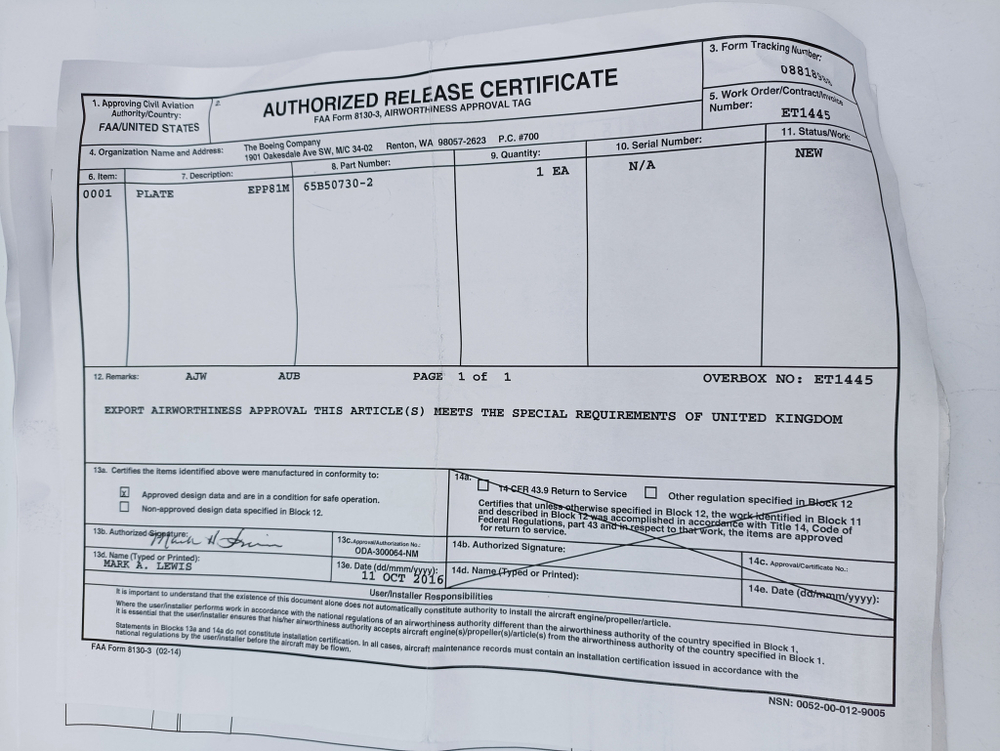 1. Approving Civil Aviation
Authority/Country:
FAA/UNITED STATES
2.
AUTHORIZED RELEASE CERTIFICATE
FAA Form 8130-3, AIRWORTHINESS APPROVAL TAG
3. Form Tracking Number:
4. Organization Name and Address:
The Boeing Company
1901 Oakesdale Ave SW, M/C 34-02 Renton, WA 98057-2623 P.C. #700
5. Work Order/Contract/Invoice
Number:
ET1445
6. Item: 7. Description: 8. Part Number: 9. Quantity: 10. Serial Number: 11. Status/Work:
0001 PLATE EPP81M 65B50730-2 1 EA N/A NEW
12. Remarks: AJW AUB PAGE 1 of 1 OVERBOX NO: ET1445
EXPORT AIRWORTHINESS APPROVAL THIS ARTICLE(S) MEETS THE SPECIAL REQUIREMENTS OF UNITED KINGDOM
13a. Certifies the items identified above were manufactured in conformity to:
x Approved design data and are in a condition for safe operation.
Non-approved design data specified in Block 12.
14a. 14 CFR 43.9 Return to Service Other regulation specified in Block 12
Certifies that unless otherwise specified in Block 12, the work identified in Block 11
and described in Block 12 was accomplished in accordance with Title 14, Code of
Federal Regulations, part 43 and in respect to that work, the items are approved
for return to service.
13b. Authorized Signature:
13c. Approval/Authorization No.:
ODA-300064-NM
14b. Authorized Signature:
14c. Approval/Certificate No.:
13d. Name (Typed or Printed):
MARK A. LEWIS
13e. Date (dd/mmm/yyyy):
11 OCT 2016
14d. Name (Typed or Printed):
14e. Date (dd/mmm/yyyy):
User/Installer Responsibilities
It is important to understand that the existence of this document alone does not automatically constitute authority to install the aircraft engine/propeller/article.
Where the user/installer performs work in accordance with the national regulations of an airworthiness authority different than the airworthiness authority of the country specified in Block 1,
it is essential that the user/installer ensures that his/her airworthiness authority accepts aircraft engine(s)/propeller(s)/article(s) from the airworthiness authority of the country specified in Block 1.
Statements in Blocks 13a and 14a do not constitute installation certification. In all cases, aircraft maintenance records must contain an installation certification issued in accordance with the
national regulations by the user/installer before the aircraft may be flown.
FAA Form 8130-3 (02-14)
NSN: 0052-00-012-9005